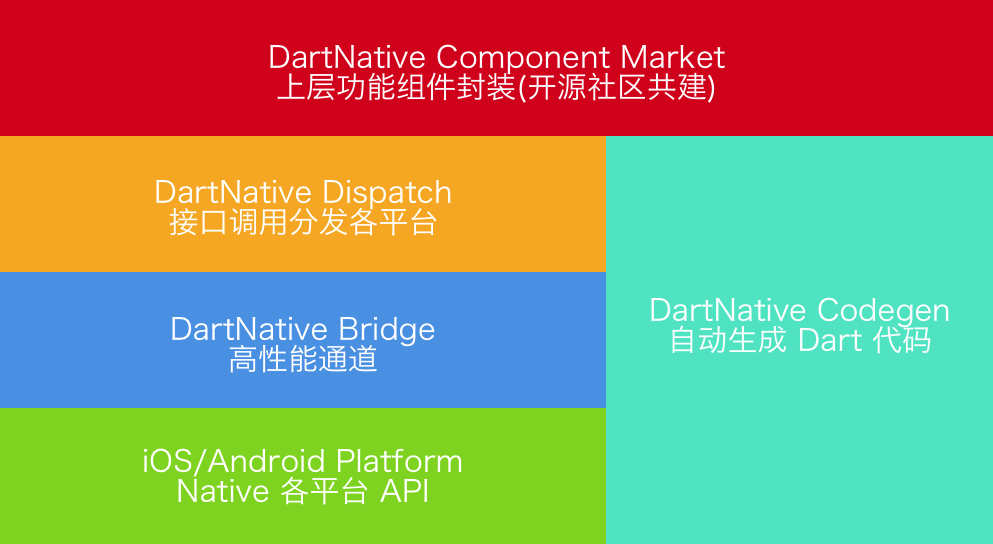 DartNative Component Market
上层功能组件封装(开源社区共建)
DartNative Dispatch
接口调用分发各平台
DartNative Bridge
高性能通道
DartNative Codegen
自动生成 Dart 代码
iOS/Android Platform
Native 各平台 API